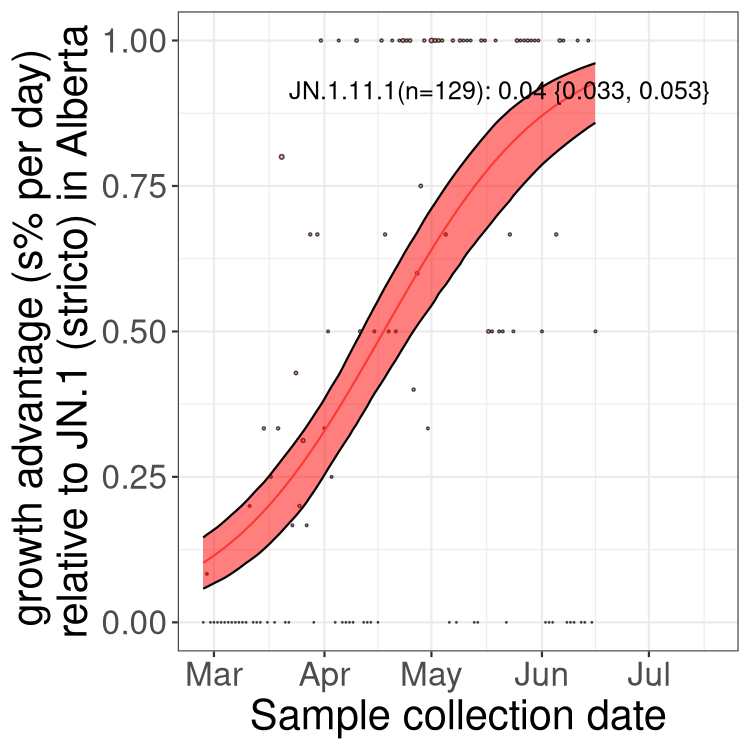 growth advantage (s% per day)
relative to JN.1 (stricto) in Alberta
1.00
0.75
0.50
0.25
0.00
JN.1.11.1(n=129): 0.04 {0.033, 0.053}
Mar Apr May Jun Jul
Sample collection date